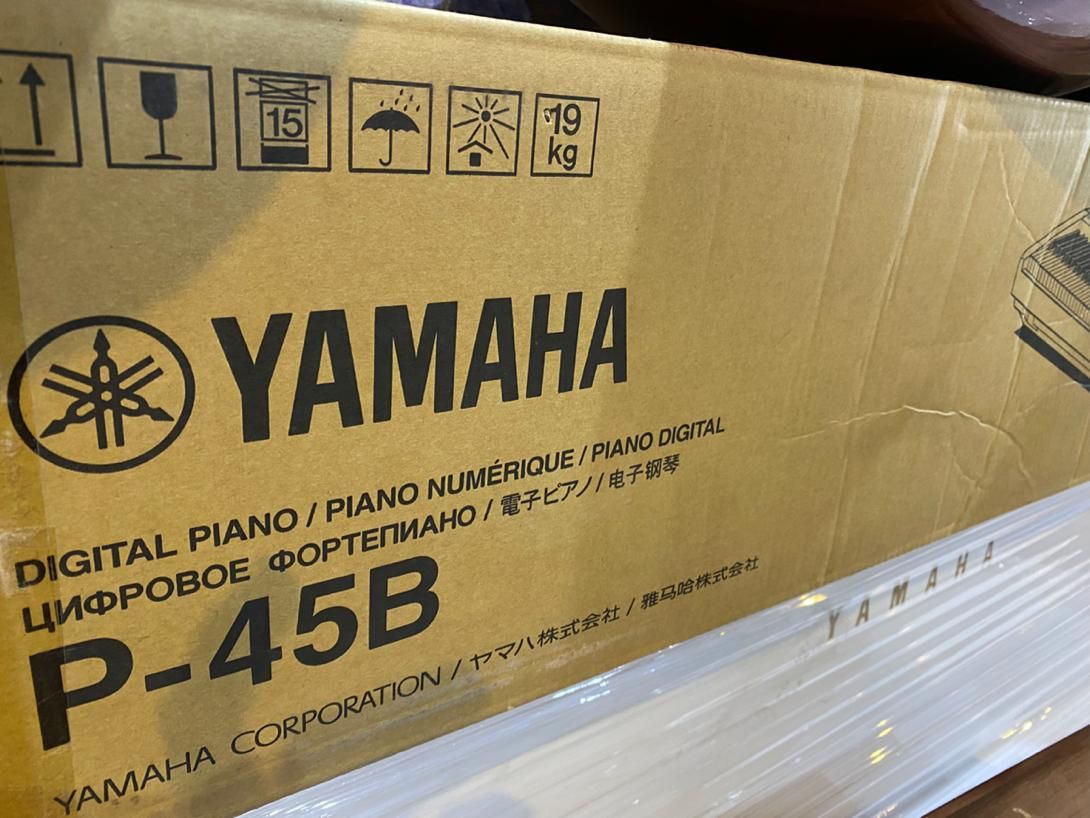 15
19
kg
YAMAHA
DIGITAL PIANO / PIANO NUMÉRIQUE / PIANO DIGITAL
ЦИФРОВОЕ ФОРТЕПИАНО / 電子ピアノ / 电子钢琴
P-45B
YAMAHA CORPORATION / ヤマハ株式会社 / 雅马哈株式会社
YAMAHA